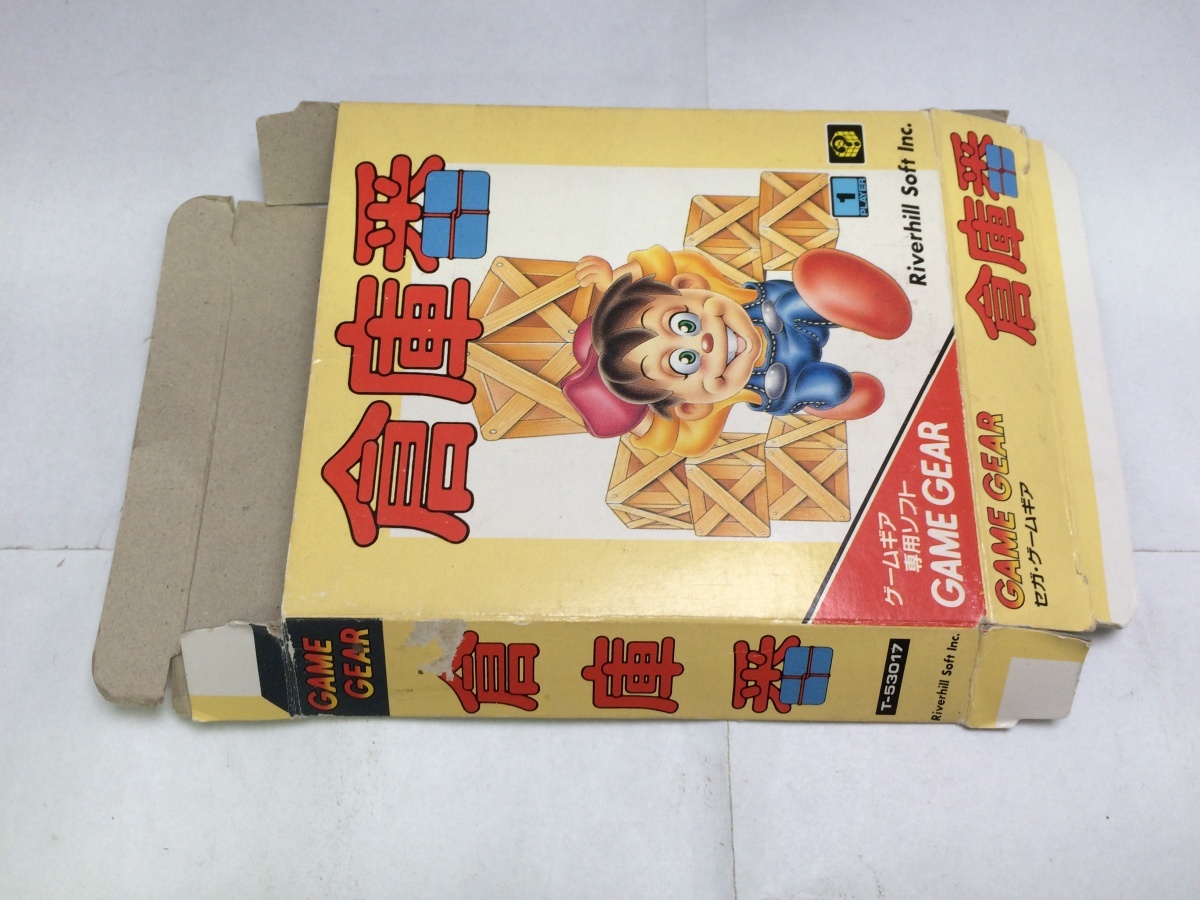 倉庫番
1
PLAYER
Riverhill Soft Inc.
ゲームギア
専用ソフト
GAME GEAR
倉庫番
GAME GEAR
セガ・ゲームギア
GAME
GEAR
倉庫番
T-53017
Riverhill Soft Inc.